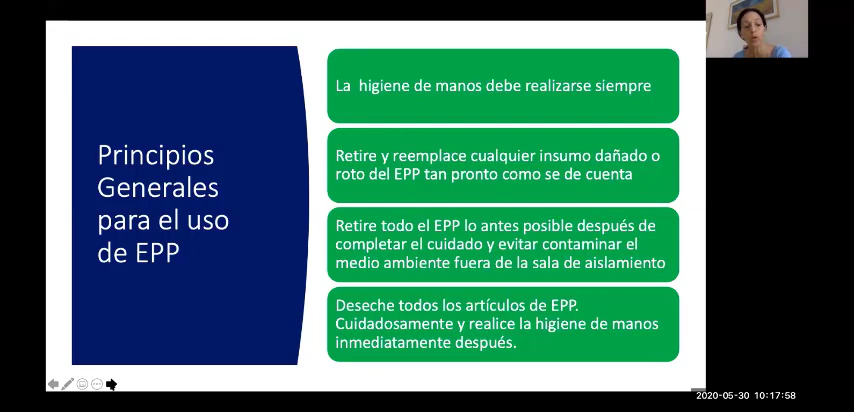 Principios
Generales
para el uso
de EPP
La higiene de manos debe realizarse siempre
Retire y reemplace cualquier insumo dañado o
roto del EPP tan pronto como se de cuenta
Retire todo el EPP lo antes posible después de
completar el cuidado y evitar contaminar el
medio ambiente fuera de la sala de aislamiento
Deseche todos los artículos de EPP.
Cuidadosamente y realice la higiene de manos
inmediatamente después.
2020-05-30 10:17:58